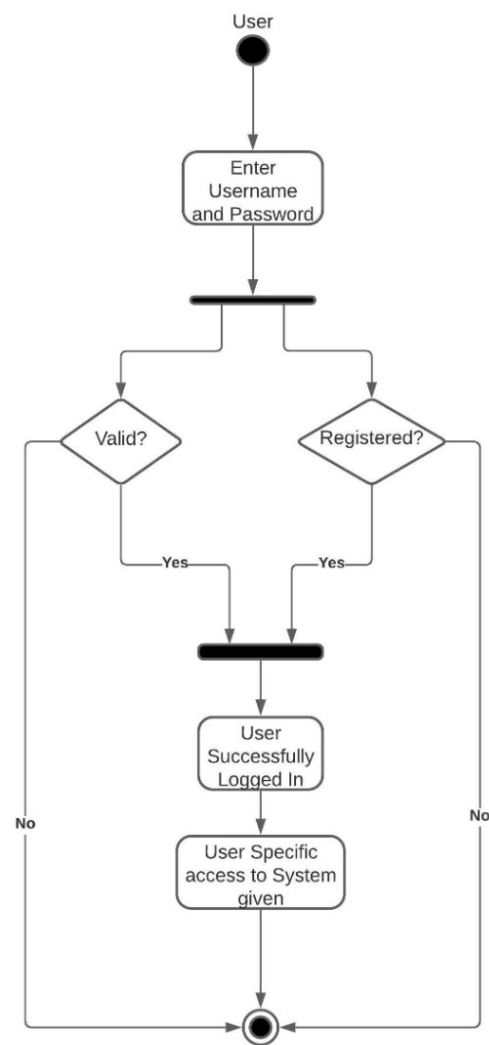 User
Enter
Username
and Password
Valid?
Registered?
Yes
Yes
User
Successfully
Logged In
No
No
User Specific
access to System
given